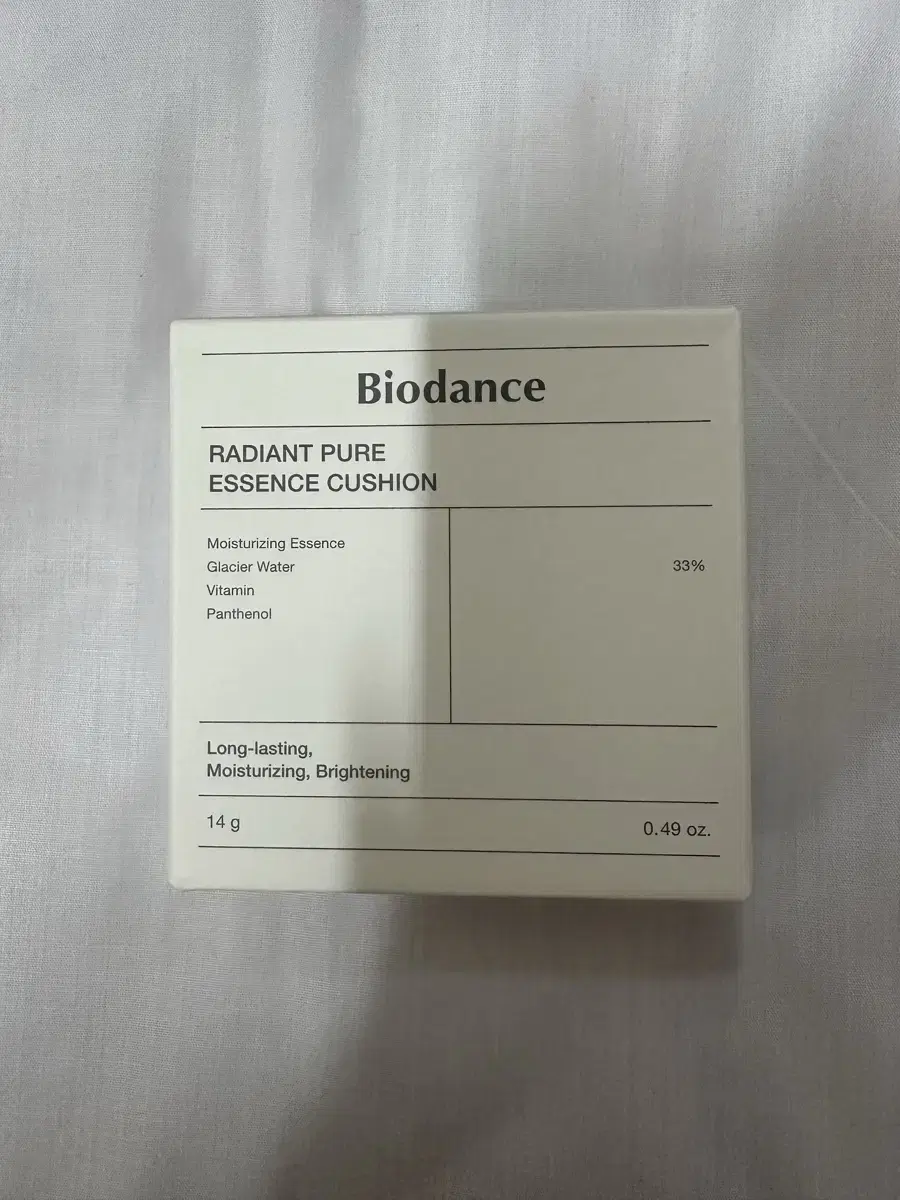 Biodance
RADIANT PURE
ESSENCE CUSHION
Moisturizing Essence
Glacier Water
33%
Vitamin
Panthenol
Long-lasting,
Moisturizing, Brightening
14 g
0.49 oz.